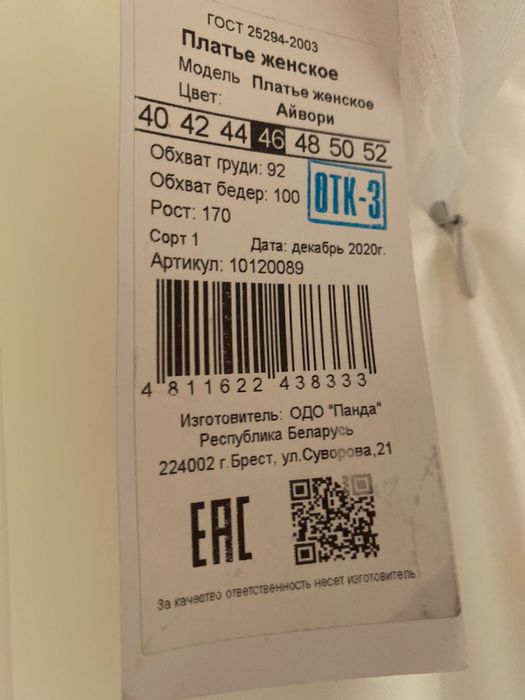 ГОСТ 25294-2003
Платье женское
Модель Платье женское
Цвет: Айвори
40 42 44 46 48 50 52
Обхват груди: 92
Обхват бедер: 100
ОТК-3
Рост: 170
Сорт 1 Дата: декабрь 2020г.
Артикул: 10120089
4 811622 438333
Изготовитель: ОДО "Панда"
Республика Беларусь
224002 г.Брест, ул.Суворова,21
ЕАС
За качество ответственность несет изготовитель